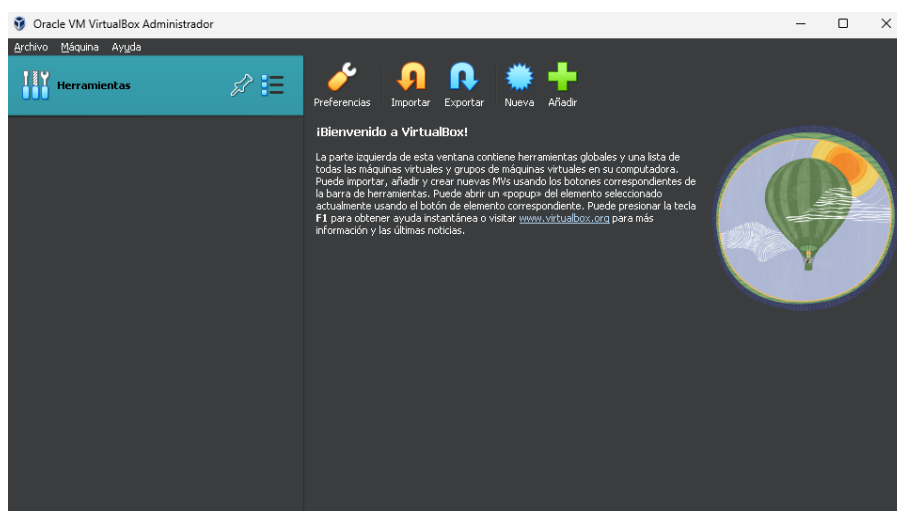 Oracle VM VirtualBox Administrador
Archivo Máquina Ayuda
Herramientas
Preferencias Importar Exportar Nueva Añadir
¡Bienvenido a VirtualBox!
La parte izquierda de esta ventana contiene herramientas globales y una lista de
todas las máquinas virtuales y grupos de máquinas virtuales en su computadora.
Puede importar, añadir y crear nuevas MVs usando los botones correspondientes de
la barra de herramientas. Puede abrir un «popup» del elemento seleccionado
actualmente usando el botón de elemento correspondiente. Puede presionar la tecla
F1 para obtener ayuda instantánea o visitar www.virtualbox.org para más
información y las últimas noticias.